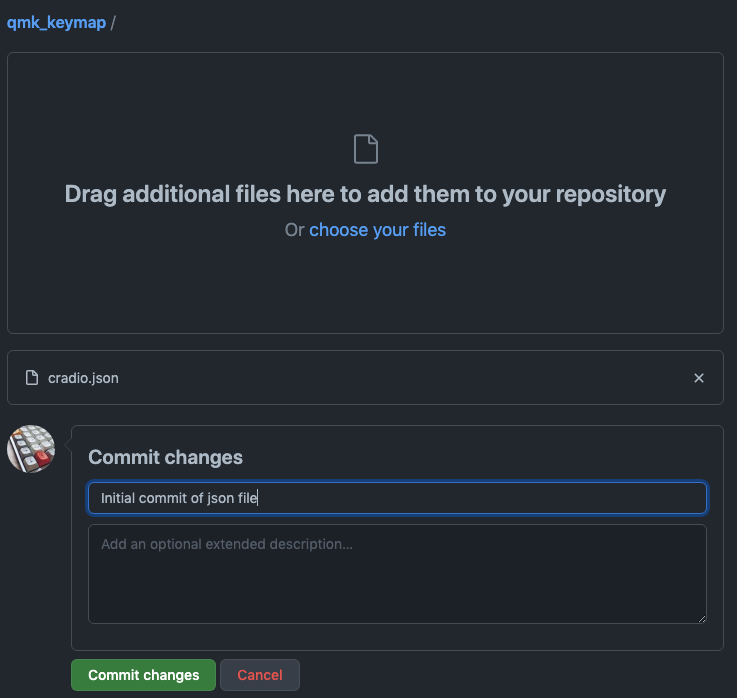 qmk_keymap /
Drag additional files here to add them to your repository
Or choose your files
cradio.json
Commit changes
Initial commit of json file
Add an optional extended description...
Commit changes
Cancel